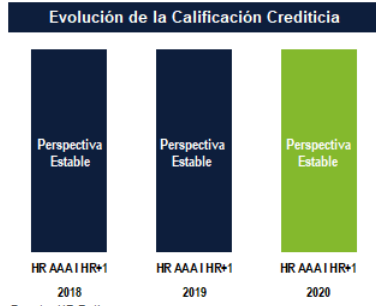 Evolución de la Calificación Crediticia
Perspectiva Estable
Perspectiva Estable
Perspectiva Estable
HR AAA I HR+1
HR AAA I HR+1
HR AAA I HR+1
2018
2019
2020